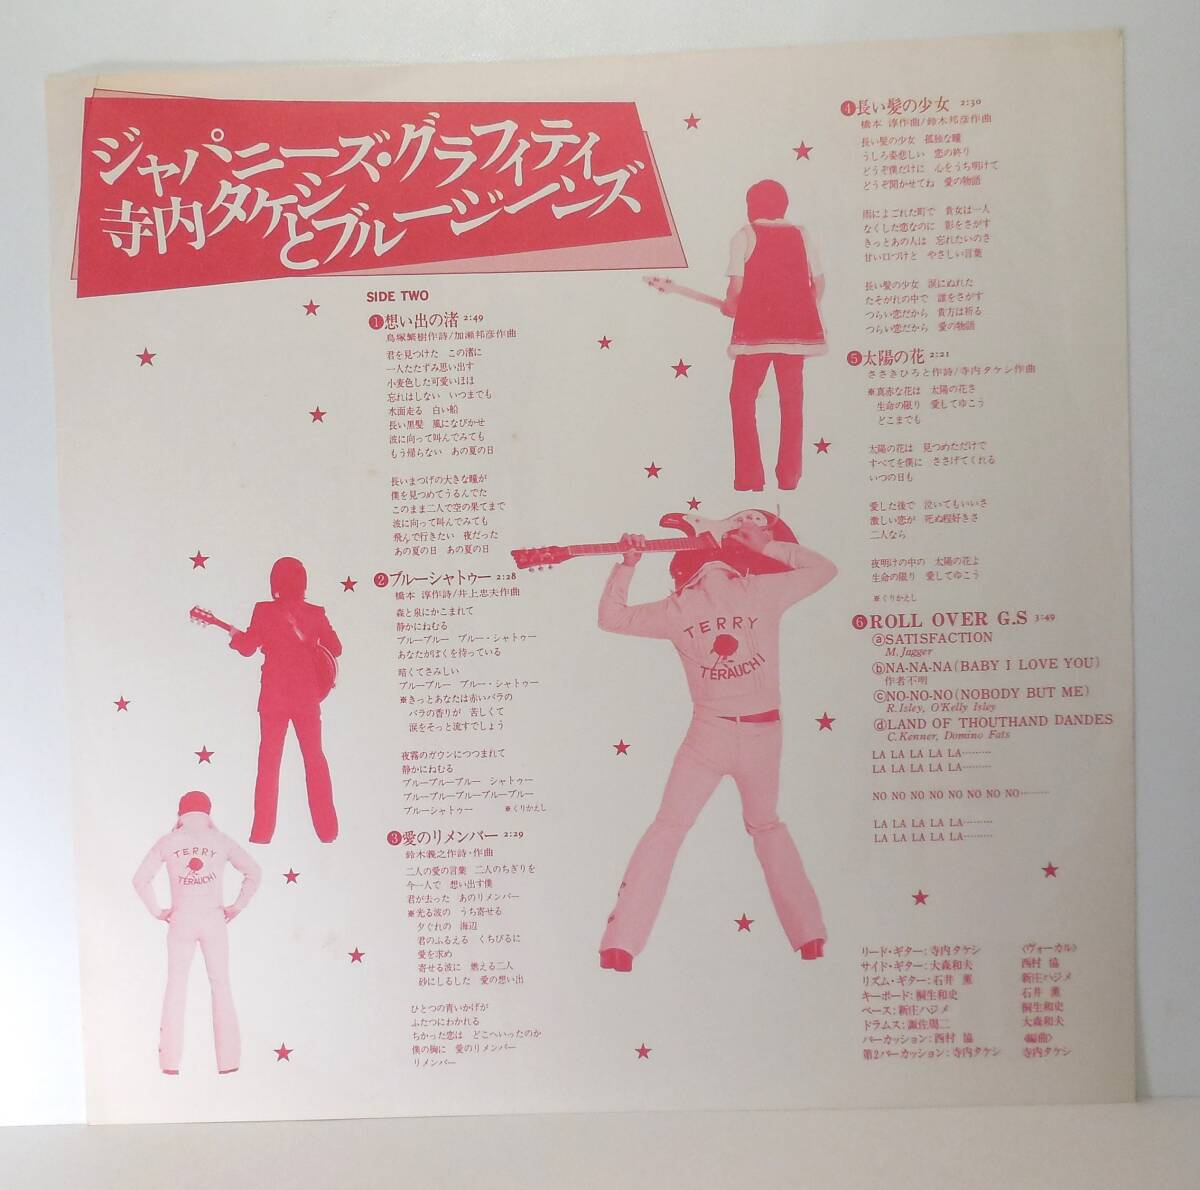 ジャパニーズ・グラフィティ
寺内タケシとブルージーンズ
SIDE TWO
❶想い出の渚 2:49
鳥塚繁樹作詩/加瀬邦彦作曲
君を見つけた この渚に
一人たたずみ思い出す
小麦色した可愛いほほ
忘れはしない いつまでも
水面走る 白い船
長い黒髪 風になびかせ
波に向って叫んでみても
もう帰らない あの夏の日
長いまつげの大きな瞳が
僕を見つめてうるんでた
このまま二人で空の果てまで
波に向って叫んでみても
飛んで行きたい 夜だった
あの夏の日 あの夏の日
❷ブルーシャトゥー 2:28
橋本 淳作詩/井上忠夫作曲
森と泉にかこまれて
静かにねむる
ブルーブルー ブルー・シャトゥー
あなたがぼくを待っている
暗くてさみしい
ブルーブルー ブルー・シャトゥー
※きっとあなたは赤いバラの
バラの香りが 苦しくて
涙をそっと流すでしょう
夜霧のガウンにつつまれて
静かにねむる
ブルーブルーブルー シャトゥー
ブルーブルーブルーブルーブルー
ブルーシャトゥー ※くりかえし
❸愛のリメンバー 2:29
鈴木義之作詩・作曲
二人の愛の言葉 二人のちぎりを
今一人で 想い出す僕
君が去った あのリメンバー
※光る波の うち寄せる
夕ぐれの 海辺
君のふるえる くちびるに
愛を求め
寄せる波に 燃える二人
砂にしるした 愛の想い出
ひとつの青いかげが
ふたつにわかれる
ちかった恋は どこへいったのか
僕の胸に 愛のリメンバー
リメンバー
❹長い髪の少女 2:30
橋本 淳作曲/鈴木邦彦作曲
長い髪の少女 孤独な瞳
うしろ姿悲しい 恋の終り
どうぞ僕だけに 心をうち明けて
どうぞ聞かせてね 愛の物語
雨によごれた町で 貴女は一人
なくした恋なのに 影をさがす
きっとあの人は 忘れたいのさ
甘い口づけと やさしい言葉
長い髪の少女 涙にぬれた
たそがれの中で 誰をさがす
つらい恋だから 貴方は祈る
つらい恋だから 愛の物語
❺太陽の花 2:21
ささきひろと作詩/寺内タケシ作曲
※真赤な花は 太陽の花さ
生命の限り 愛してゆこう
どこまでも
太陽の花は 見つめただけで
すべてを僕に ささげてくれる
いつの日も
愛した後で 泣いてもいいさ
激しい恋が 死ぬ程好きさ
二人なら
夜明けの中の 太陽の花よ
生命の限り 愛してゆこう
※くりかえし
❻ROLL OVER G.S 3:49
ⓐSATISFACTION
M. Jagger
ⓑNA-NA-NA(BABY I LOVE YOU)
作者不明
ⓒNO-NO-NO(NOBODY BUT ME)
R. Isley, O'Kelly Isley
ⓓLAND OF THOUTHAND DANDES
C. Kenner, Domino Fats
LA LA LA LA LA………
LA LA LA LA LA………
NO NO NO NO NO NO NO NO………
LA LA LA LA LA………
LA LA LA LA LA………
TERRY
TERAUCHI
TERRY
TERAUCHI
リード・ギター：寺内タケシ
サイド・ギター：大森和夫
リズム・ギター：石井 薫
キーボード：桐生和史
ベース：新庄ハジメ
ドラムス：諏佐陽二
パーカッション：西村 協
第2パーカッション：寺内タケシ
〈ヴォーカル〉
西村 協
新庄ハジメ
石井 薫
桐生和史
大森和夫
〈編曲〉
寺内タケシ